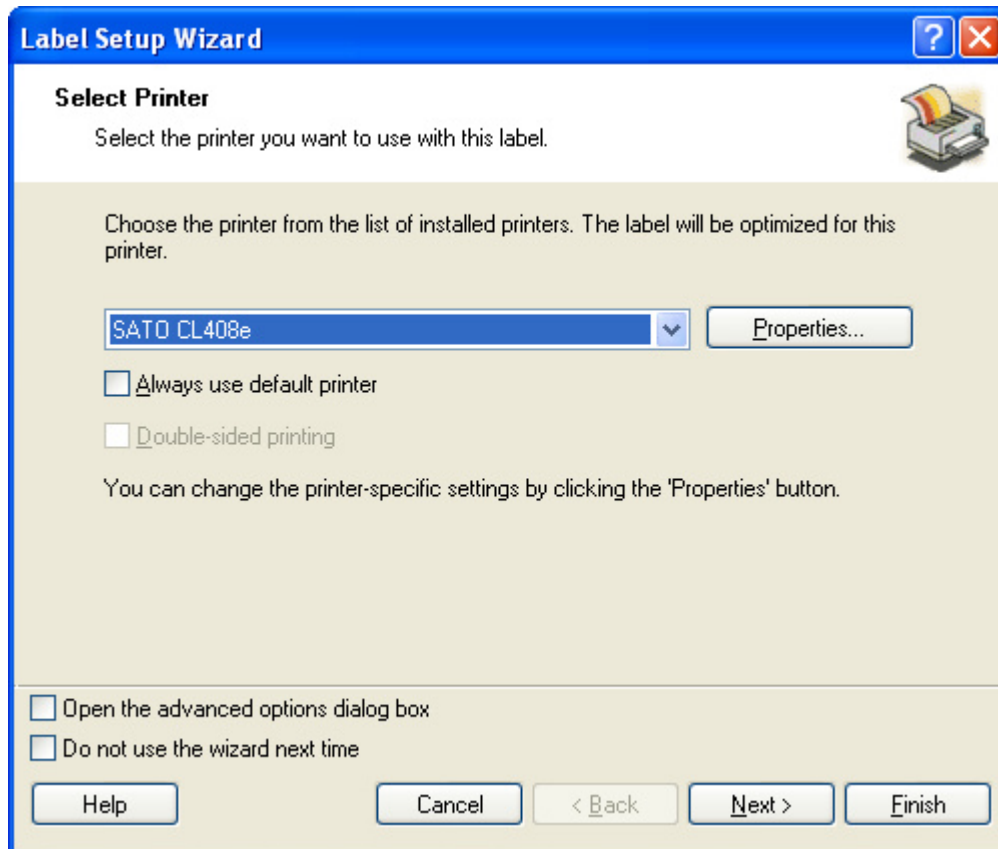 Label Setup Wizard
Select Printer
Select the printer you want to use with this label.
Choose the printer from the list of installed printers. The label will be optimized for this
printer.
SATO CL408e
Properties...
Always use default printer
Double-sided printing
You can change the printer-specific settings by clicking the 'Properties' button.
Open the advanced options dialog box
Do not use the wizard next time
Help
Cancel
< Back
Next >
Finish